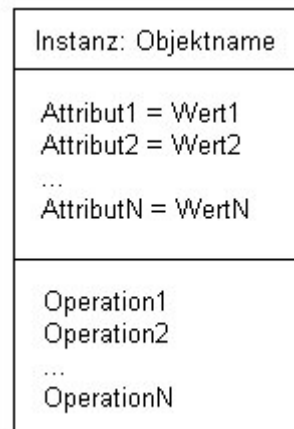 Instanz: Objektname
Attribut1 = Wert1
Attribut2 = Wert2
...
AttributN = WertN
Operation1
Operation2
...
OperationN